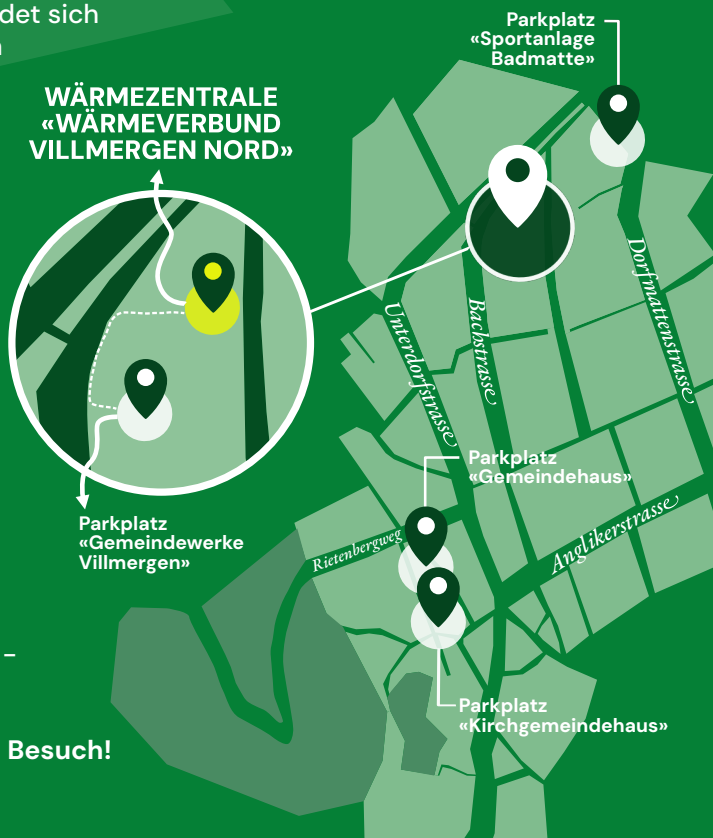 det sich
Parkplatz
«Sportanlage
Badmatte»
WÄRMEZENTRALE
«WÄRMEVERBUND
VILLMERGEN NORD»
Dorfmattenstrasse
Bachstrasse
Unterdorfstrasse
Parkplatz
«Gemeindehaus»
Anglikerstrasse
Rietenbergweg
Parkplatz
«Gemeindewerke
Villmergen»
–
Parkplatz
«Kirchgemeindehaus»
Besuch!